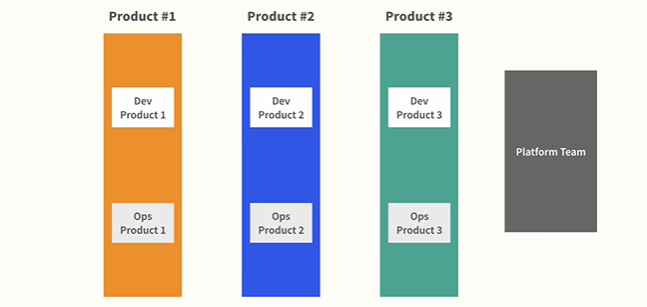 Product #1
Product #2
Product #3
Dev
Product 1
Dev
Product 2
Dev
Product 3
Platform Team
Ops
Product 1
Ops
Product 2
Ops
Product 3